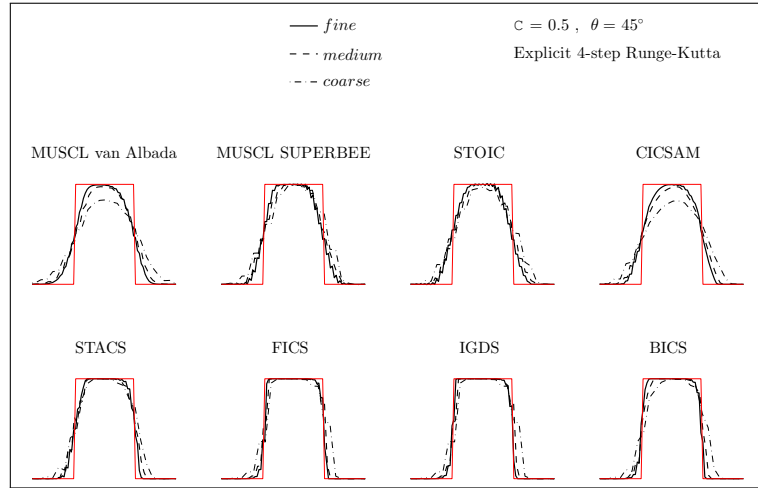 fine
C = 0.5 , θ = 45°
medium
Explicit 4-step Runge-Kutta
coarse
MUSCL van Albada
MUSCL SUPERBEE
STOIC
CICSAM
STACS
FICS
IGDS
BICS